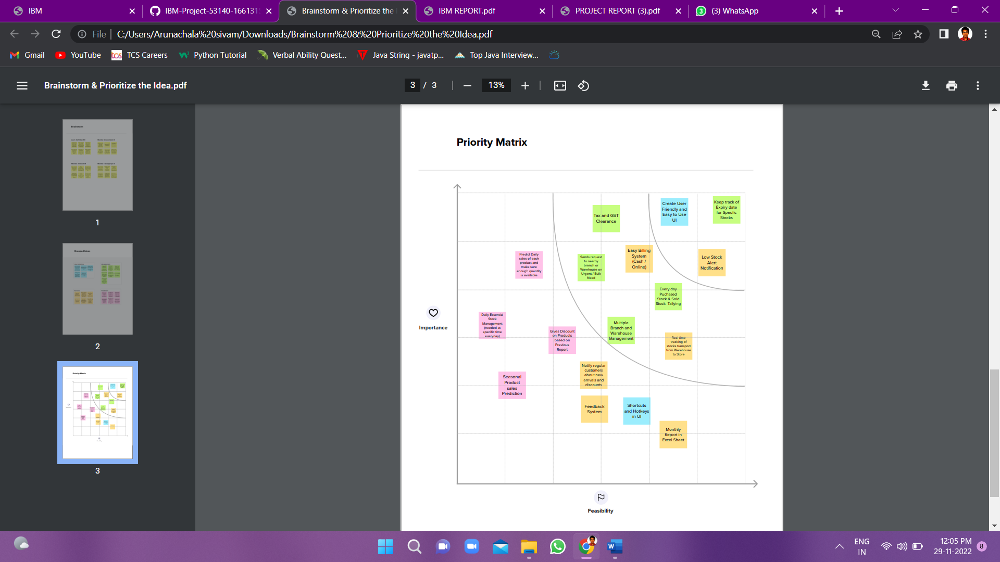 IBM
IBM-Project-53140-166131
Brainstorm & Prioritize the
IBM REPORT.pdf
PROJECT REPORT (3).pdf
3
(3) WhatsApp
File
C:/Users/Arunachala%20sivam/Downloads/Brainstorm%20&%20Prioritize%20the%20Idea.pdf
Gmail
YouTube
tcs
TCS Careers
Python Tutorial
Verbal Ability Quest...
Java String - javatp...
Top Java Interview...
Brainstorm & Prioritize the Idea.pdf
3 / 3
13%
Brainstorm
1
Grouped Ideas
2
Priority Matrix
3
Priority Matrix
Tax and GST
Clearance
Create User
Friendly and
Easy to Use
UI
Keep track of
Expiry date
for Specfic
Stocks
Predict Daily
sales of each
product and
make sure
enough quantity
is available
Sends request
to nearby
branch or
Warehouse on
Urgent / Bulk
Need
Easy Billing
System
(Cash /
Online)
Low Stock
Alert
Notification
Every day
Puchased
Stock & Sold
Stock Tallying
Importance
Daily Essential
Stock
Management
(needed at
specific time
everyday)
Gives Discount
on Products
based on
Previous
Report
Multiple
Branch and
Warehouse
Management
Real time
tracking of
stocks transport
from Warehouse
to Store
Seasonal
Product
sales
Prediction
Notify regular
customers
about new
arrivals and
discounts
Feedback
System
Shortcuts
and Hotkeys
in UI
Monthly
Report in
Excel Sheet
Feasibility
W
ENG
IN
12:05 PM
29-11-2022
8